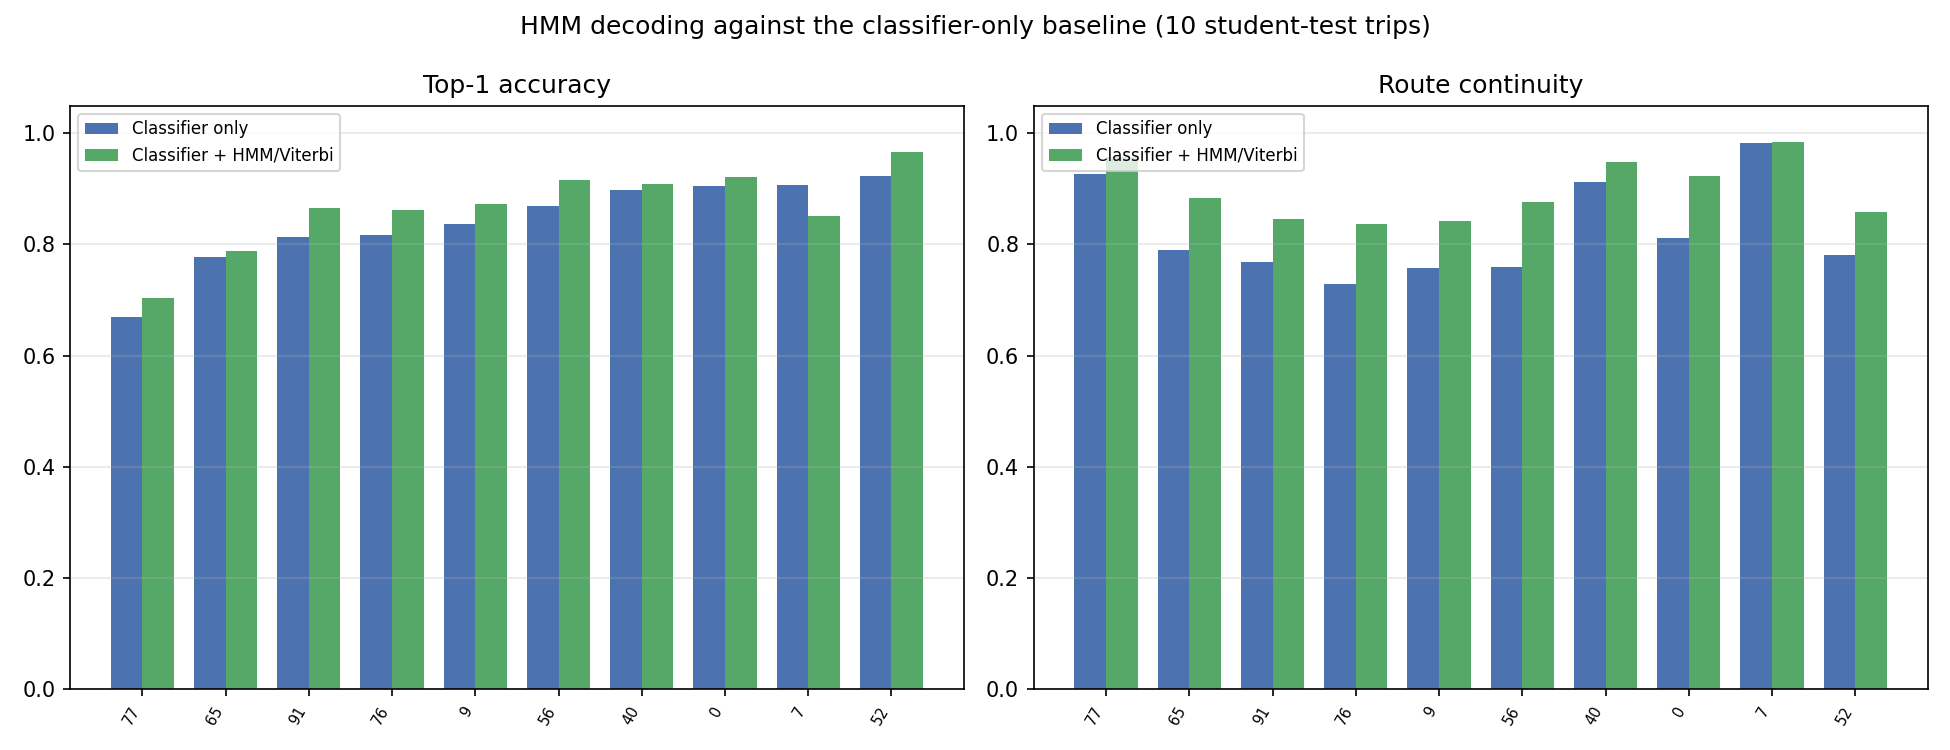 HMM decoding against the classifier-only baseline (10 student-test trips)
Top-1 accuracy
Classifier only
Classifier + HMM/Viterbi
1.0
0.8
0.6
0.4
0.2
0.0
77 65 91 76 9 56 40 0 7 52
Route continuity
Classifier only
Classifier + HMM/Viterbi
1.0
0.8
0.6
0.4
0.2
0.0
77 65 91 76 9 56 40 0 7 52